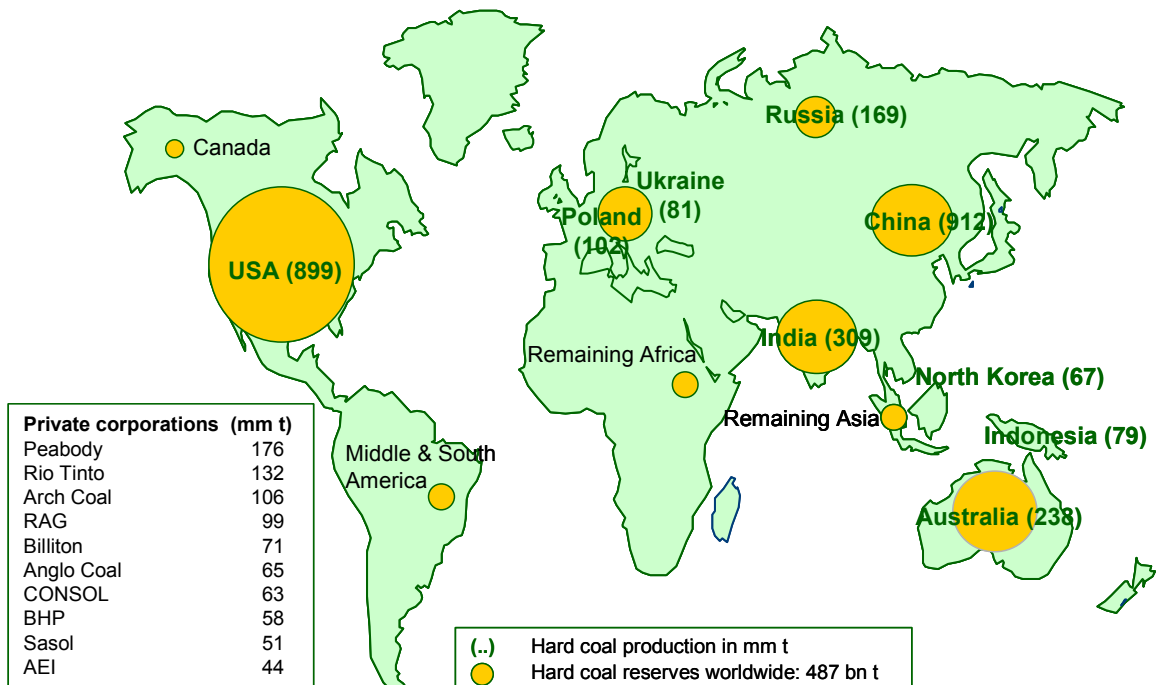 Russia (169)
Canada
Ukraine
(81)
Poland
(102)
China (912)
USA (899)
India (309)
Remaining Africa
North Korea (67)
Remaining Asia
Indonesia (79)
Middle & South
America
Australia (238)
Private corporations (mm t)
Peabody 176
Rio Tinto 132
Arch Coal 106
RAG 99
Billiton 71
Anglo Coal 65
CONSOL 63
BHP 58
Sasol 51
AEI 44
(..) Hard coal production in mm t
Hard coal reserves worldwide: 487 bn t